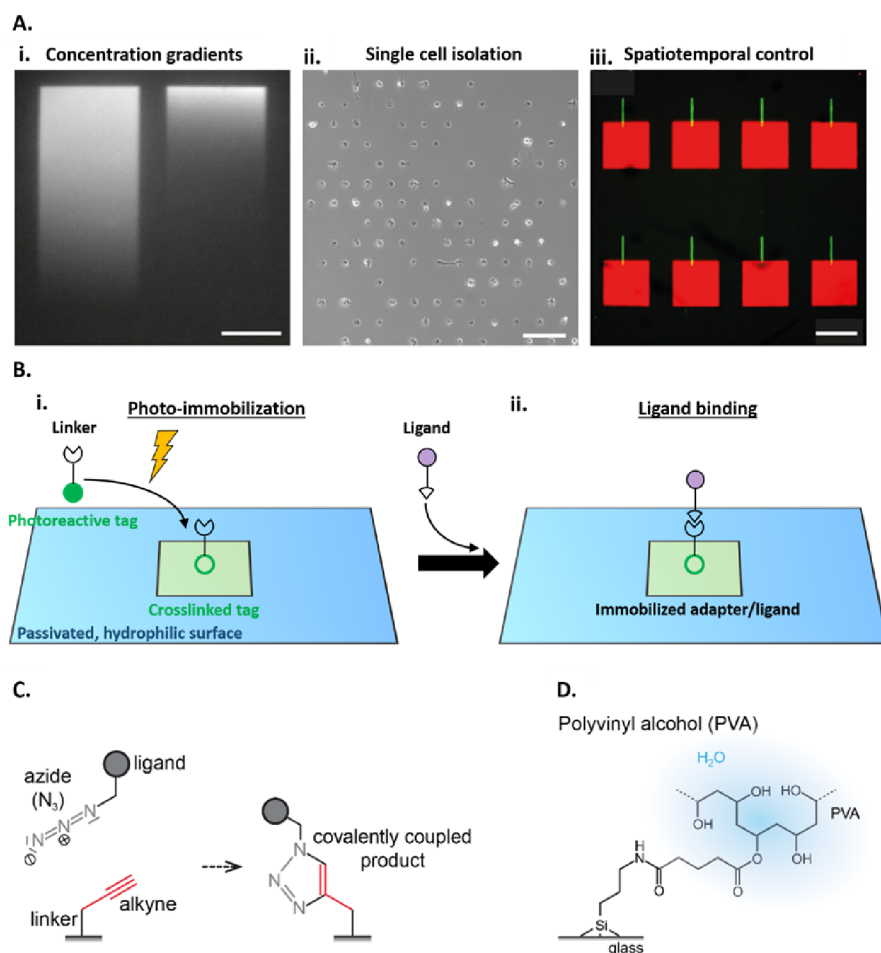 A.
i. Concentration gradients
ii. Single cell isolation
iii. Spatiotemporal control
B.
i. Photo-immobilization
Linker
Photoreactive tag
Crosslinked tag
Passivated, hydrophilic surface
Ligand
ii. Ligand binding
Immobilized adapter/ligand
C.
azide
(N₃)
ligand
N N N
⊖ ⊕
linker
alkyne
covalently coupled
product
N
N
N
D.
Polyvinyl alcohol (PVA)
H₂O
OH HO
OH OH
PVA
H
N
O
O
O
Si
glass